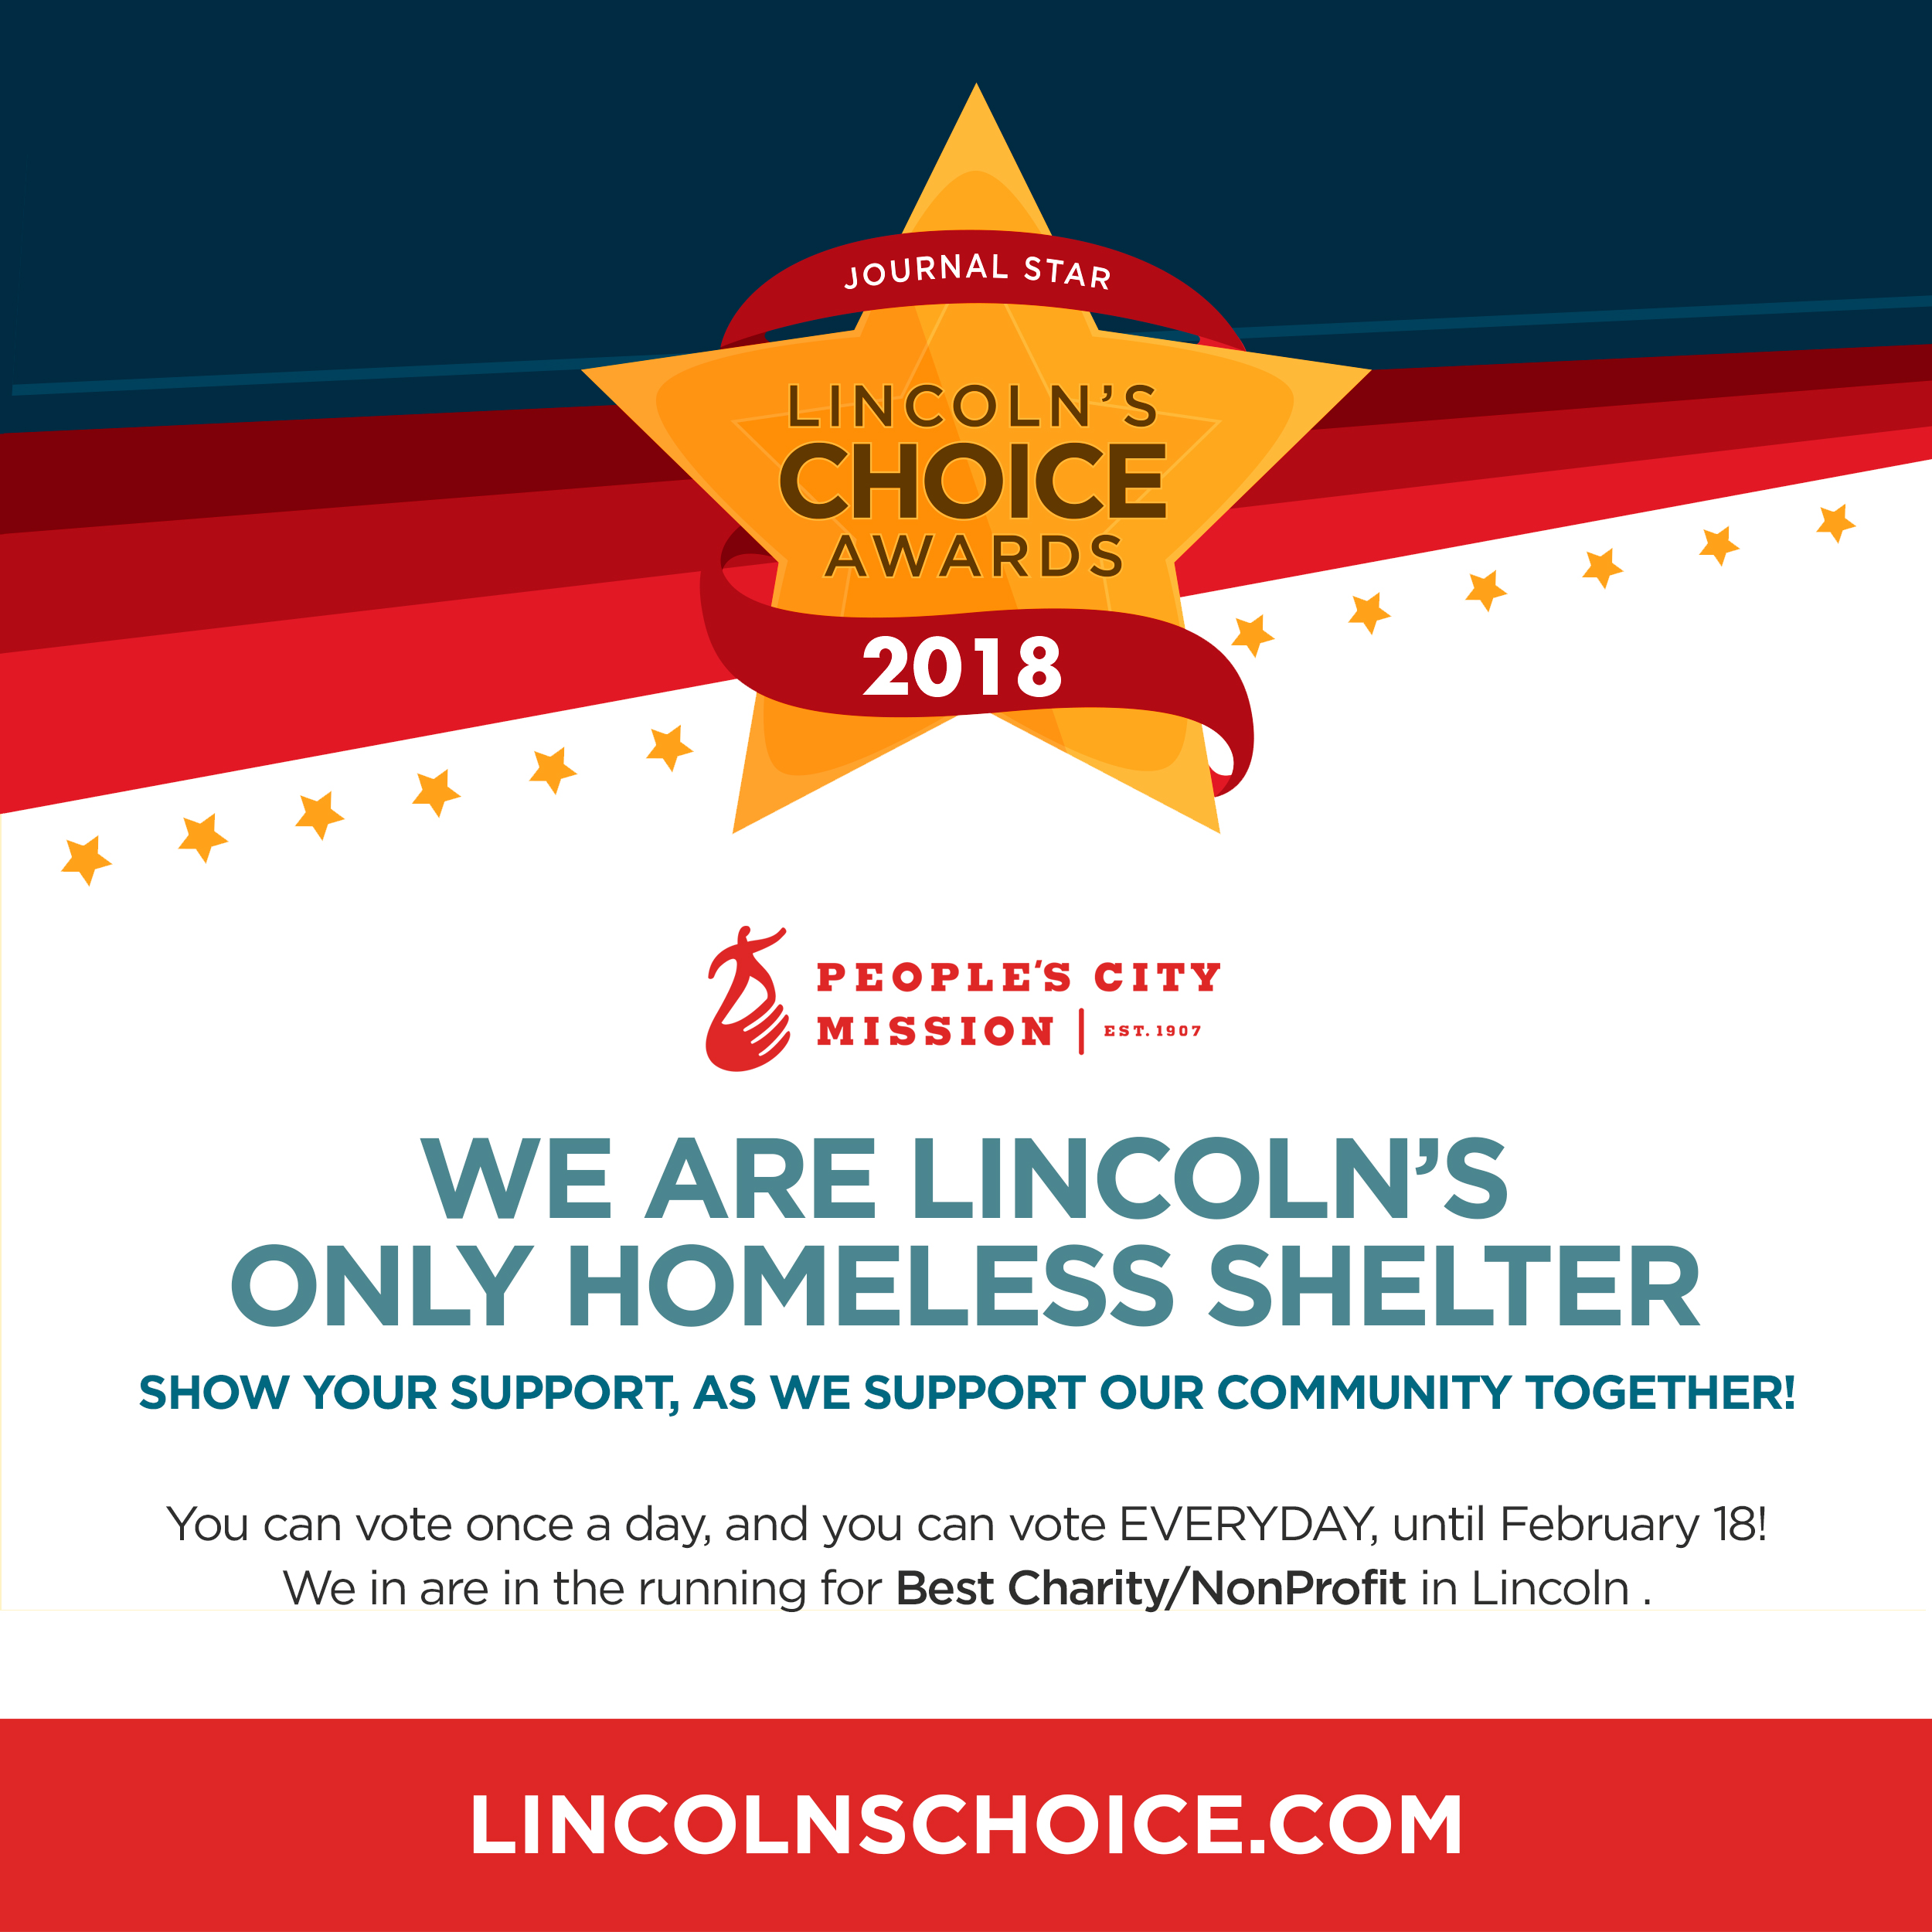 JOURNAL STAR
LINCOLN'S
CHOICE
AWARDS
2018
PEOPLE'S CITY
MISSION | EST. 1907
WE ARE LINCOLN'S
ONLY HOMELESS SHELTER
SHOW YOUR SUPPORT, AS WE SUPPORT OUR COMMUNITY TOGETHER!
You can vote once a day, and you can vote EVERYDAY, until February 18!
We in are in the running for Best Charity/NonProfit in Lincoln .
LINCOLNSCHOICE.COM